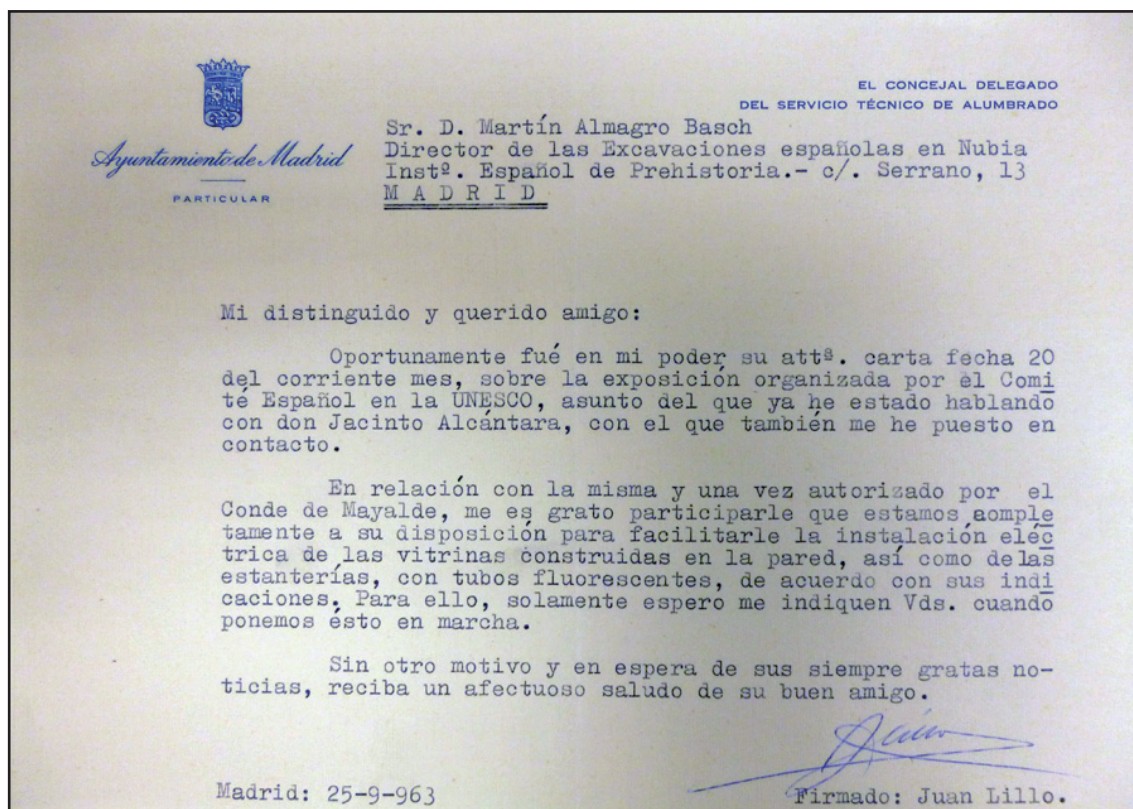 EL CONCEJAL DELEGADO
DEL SERVICIO TÉCNICO DE ALUMBRADO
Ayuntamiento de Madrid
PARTICULAR
Sr. D. Martín Almagro Basch
Director de las Excavaciones españolas en Nubia
Instº. Español de Prehistoria.- c/. Serrano, 13
M A D R I D
Mi distinguido y querido amigo:
Oportunamente fué en mi poder su attª. carta fecha 20
del corriente mes, sobre la exposición organizada por el Comi
té Español en la UNESCO, asunto del que ya he estado hablando
con don Jacinto Alcántara, con el que también me he puesto en
contacto.
En relación con la misma y una vez autorizado por el
Conde de Mayalde, me es grato participarle que estamos comple
tamente a su disposición para facilitarle la instalación eléc
trica de las vitrinas construidas en la pared, así como de las
estanterías, con tubos fluorescentes, de acuerdo con sus indi
caciones. Para ello, solamente espero me indiquen Vds. cuando
ponemos ésto en marcha.
Sin otro motivo y en espera de sus siempre gratas no-
ticias, reciba un afectuoso saludo de su buen amigo.
Madrid: 25-9-963
Firmado: Juan Lillo.